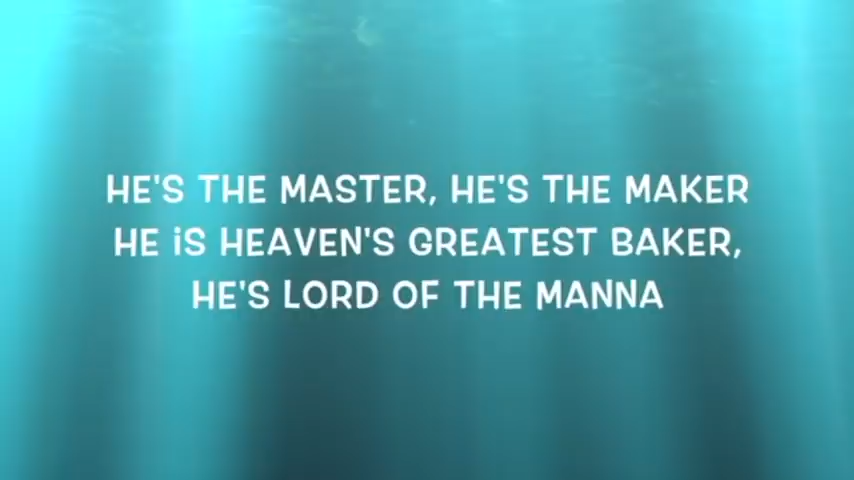 HE'S THE MASTER, HE'S THE MAKER
HE iS HEAVEN'S GREATEST BAKER,
HE'S LORD OF THE MANNA